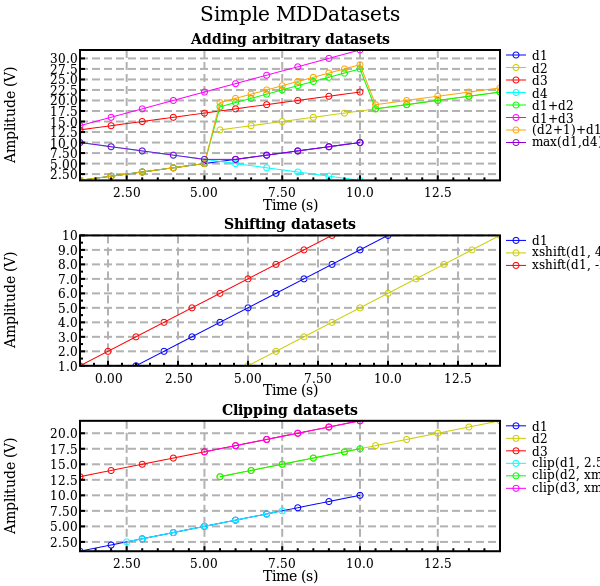 Simple MDDatasets
Adding arbitrary datasets
Amplitude (V)
30.0
27.5
25.0
22.5
20.0
17.5
15.0
12.5
10.0
7.50
5.00
2.50
2.50 5.00 7.50 10.0 12.5
Time (s)
d1
d2
d3
d4
d1+d2
d1+d3
(d2+1)+d1
max(d1,d4)
Shifting datasets
Amplitude (V)
10
9.0
8.0
7.0
6.0
5.0
4.0
3.0
2.0
1.0
0.00 2.50 5.00 7.50 10.0 12.5
Time (s)
d1
xshift(d1, 4
xshift(d1, -
Clipping datasets
Amplitude (V)
20.0
17.5
15.0
12.5
10.0
7.50
5.00
2.50
2.50 5.00 7.50 10.0 12.5
Time (s)
d1
d2
d3
clip(d1, 2.5
clip(d2, xm
clip(d3, xm